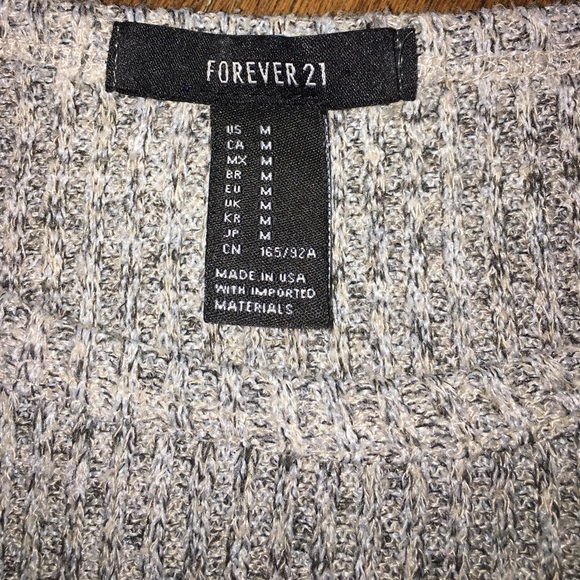 FOREVER 21
US M
CA M
MX M
BR M
EU M
UK M
KR M
JP M
CN 165/92A
MADE IN USA
WITH IMPORTED
MATERIALS